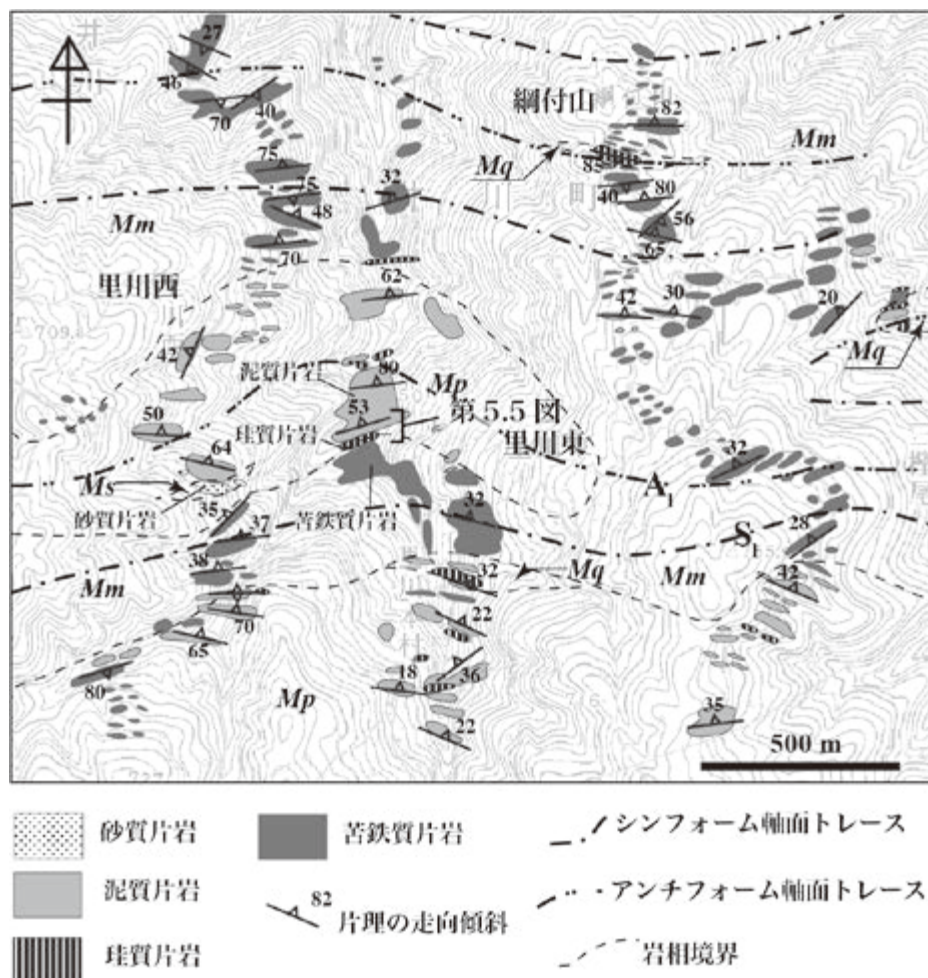 27
46
70
40
綱付山
82
Mq
85
Mm
75
75
32
40
80
Mm
48
56
65
70
里川西
62
42
30
20
709.
42
Mq
泥質片岩
80
Mp
50
53
第5.5図
珪質片岩
里川東
64
32
Ms
A1
砂質片岩
35
37
苦鉄質片岩
32
28
S1
38
32
Mq
Mm
42
Mm
70
22
65
80
18
36
Mp
22
35
500 m
砂質片岩
苦鉄質片岩
シンフォーム軸面トレース
泥質片岩
82
片理の走向傾斜
アンチフォーム軸面トレース
珪質片岩
岩相境界